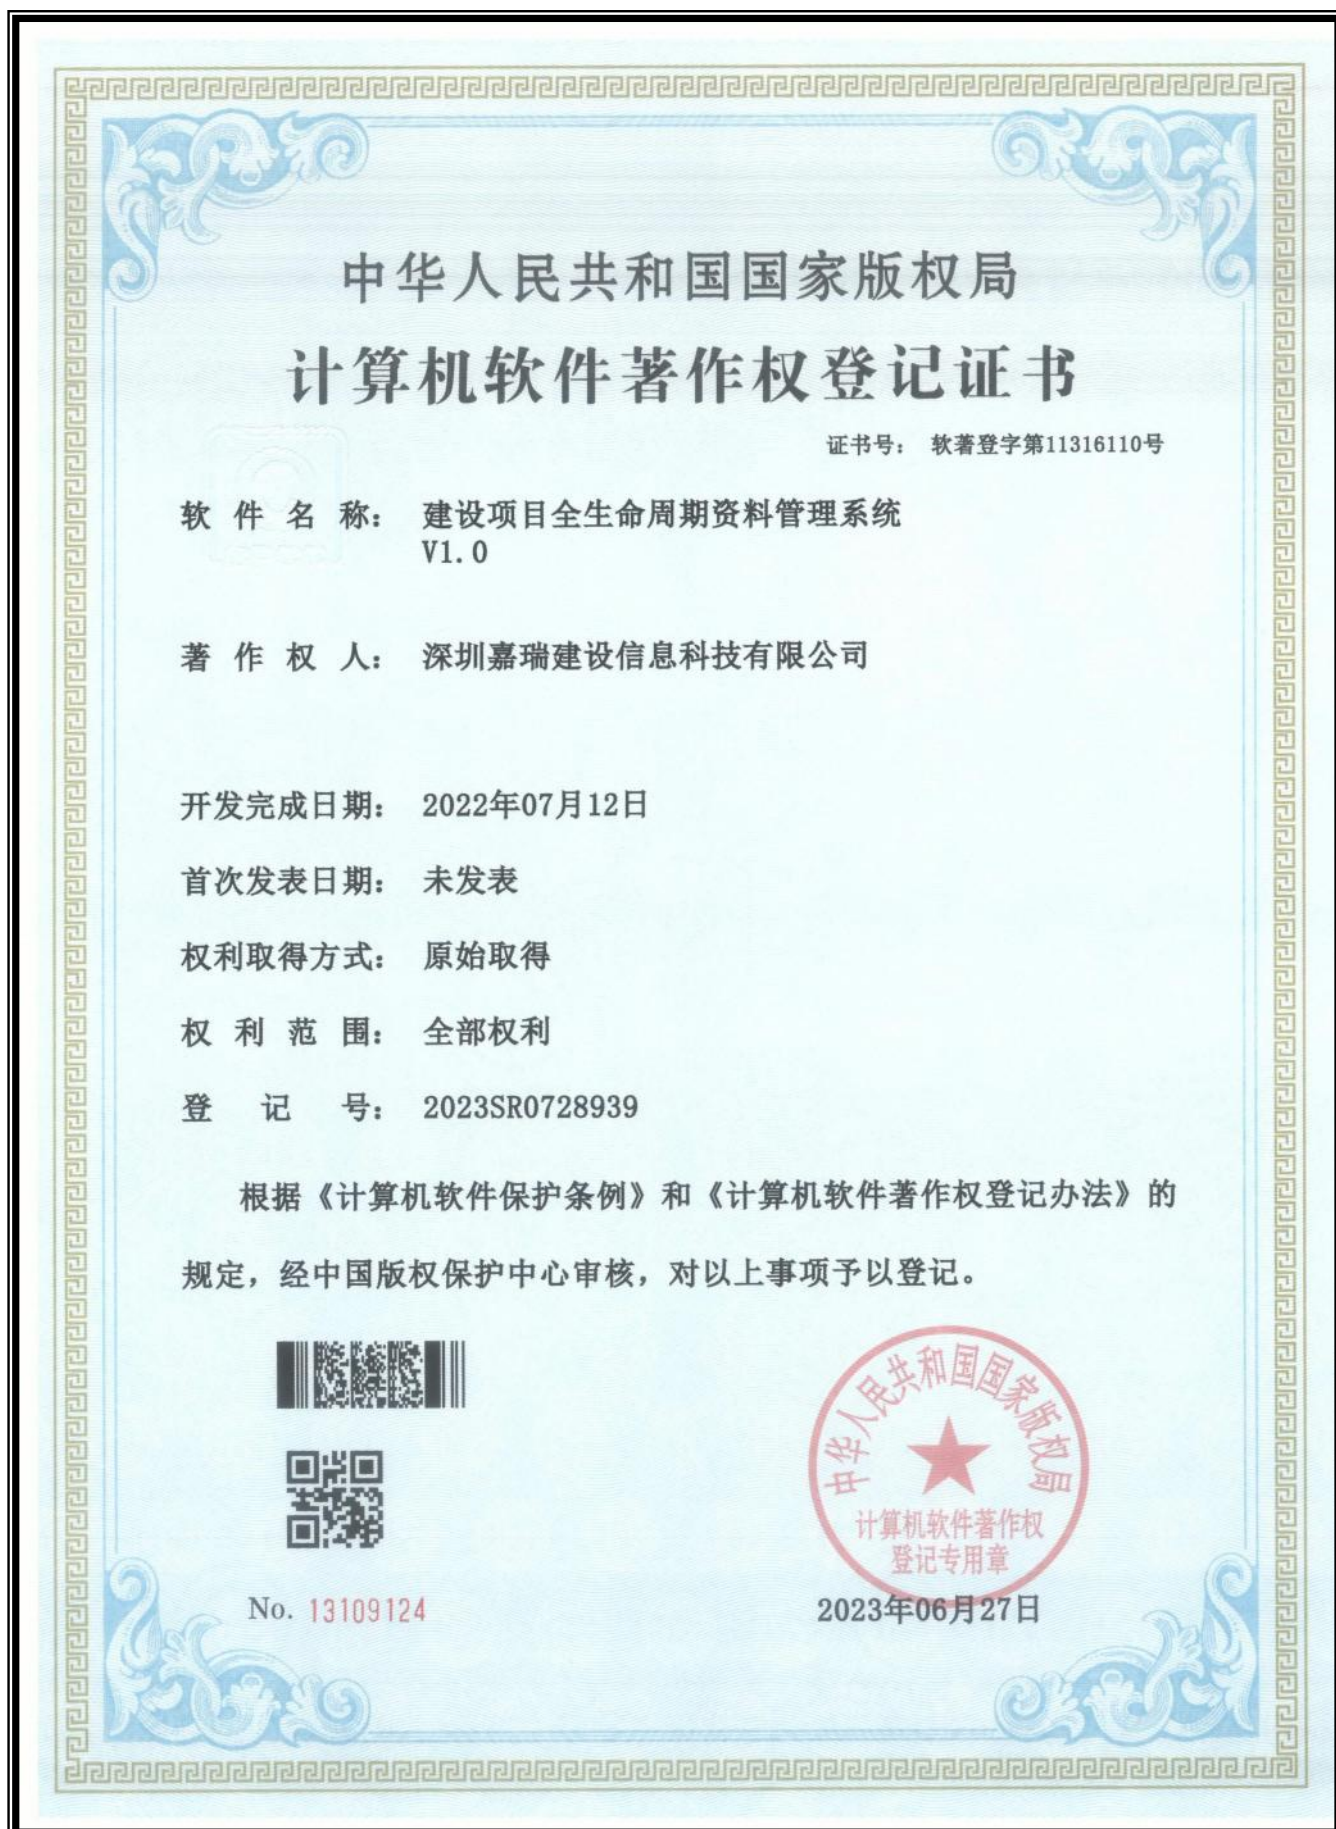 中华人民共和国国家版权局
计算机软件著作权登记证书
证书号： 软著登字第11316110号
软件名称： 建设项目全生命周期资料管理系统
V1.0
著作权人： 深圳嘉瑞建设信息科技有限公司
开发完成日期： 2022年07月12日
首次发表日期： 未发表
权利取得方式： 原始取得
权利范围： 全部权利
登记号： 2023SR0728939
根据《计算机软件保护条例》和《计算机软件著作权登记办法》的
规定，经中国版权保护中心审核，对以上事项予以登记。
中华人民共和国国家版权局
计算机软件著作权
登记专用章
No. 13109124
2023年06月27日